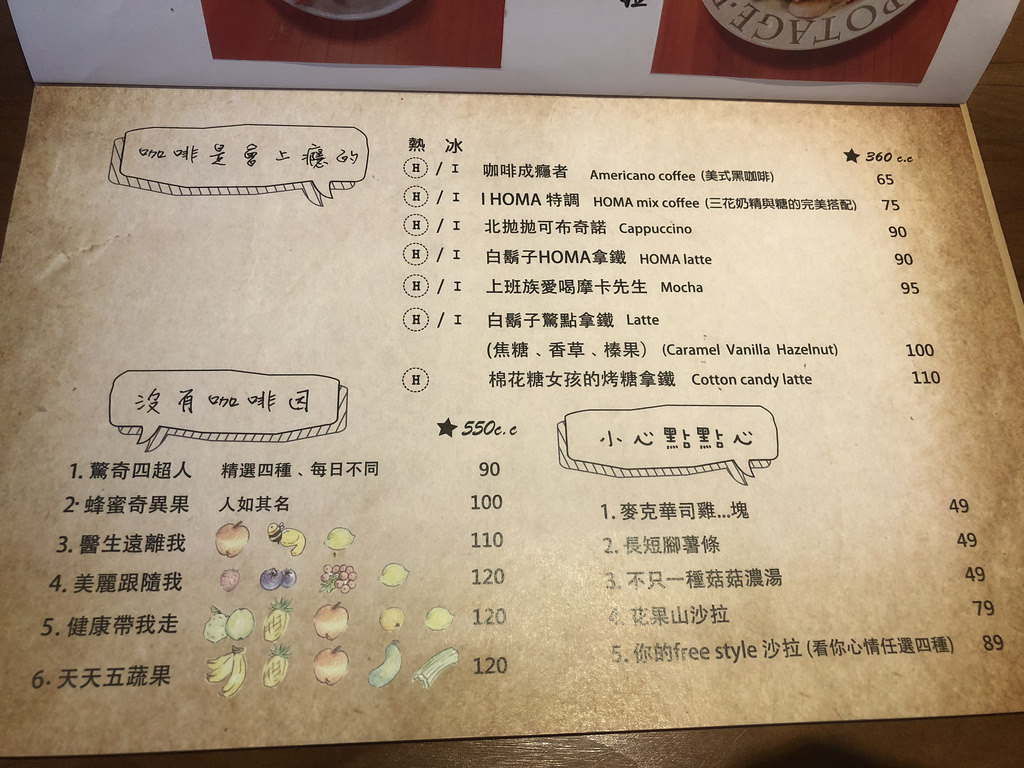 POTAGE
咖啡是會上癮的
熱 冰
★ 360 c.c
H / I 咖啡成癮者 Americano coffee (美式黑咖啡) 65
H / I I HOMA 特調 HOMA mix coffee (三花奶精與糖的完美搭配) 75
H / I 北拋拋可布奇諾 Cappuccino 90
H / I 白鬍子HOMA拿鐵 HOMA latte 90
H / I 上班族愛喝摩卡先生 Mocha 95
H / I 白鬍子驚點拿鐵 Latte
(焦糖、香草、榛果) (Caramel Vanilla Hazelnut) 100
H 棉花糖女孩的烤糖拿鐵 Cotton candy latte 110
沒有咖啡因
★ 550c.c
1. 驚奇四超人 精選四種、每日不同 90
2. 蜂蜜奇異果 人如其名 100
3. 醫生遠離我 110
4. 美麗跟隨我 120
5. 健康帶我走 120
6. 天天五蔬果 120
小心點點心
1. 麥克華司雞...塊 49
2. 長短腳薯條 49
3. 不只一種菇菇濃湯 49
4. 花果山沙拉 79
5. 你的free style 沙拉 (看你心情任選四種) 89